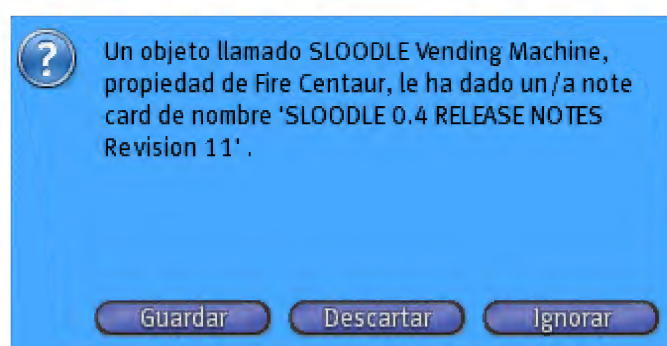 Un objeto llamado SLOODLE Vending Machine,
propiedad de Fire Centaur, le ha dado un/a note
card de nombre 'SLOODLE 0.4 RELEASE NOTES
Revision 11' .
Guardar Descartar Ignorar